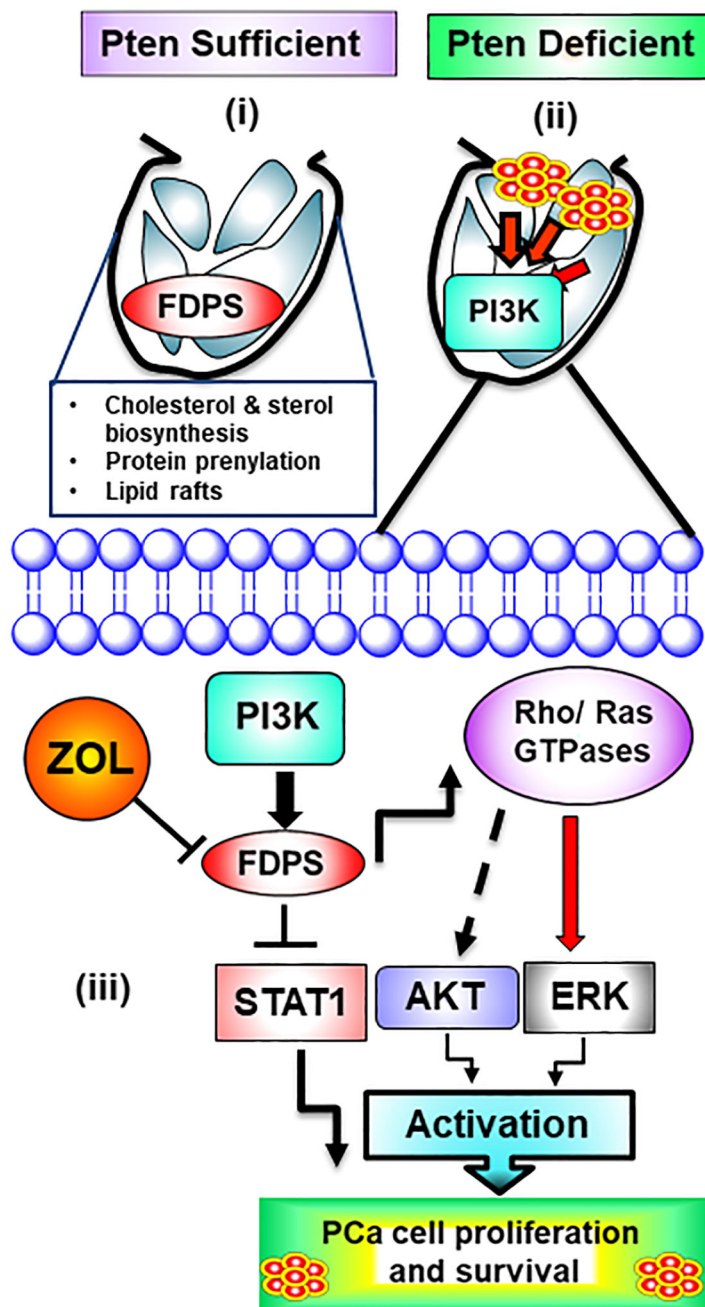 Pten Sufficient
Pten Deficient
(i)
(ii)
FDPS
PI3K
• Cholesterol & sterol
biosynthesis
• Protein prenylation
• Lipid rafts
PI3K
Rho/ Ras
GTPases
ZOL
FDPS
(iii)
STAT1
AKT
ERK
Activation
PCa cell proliferation
and survival